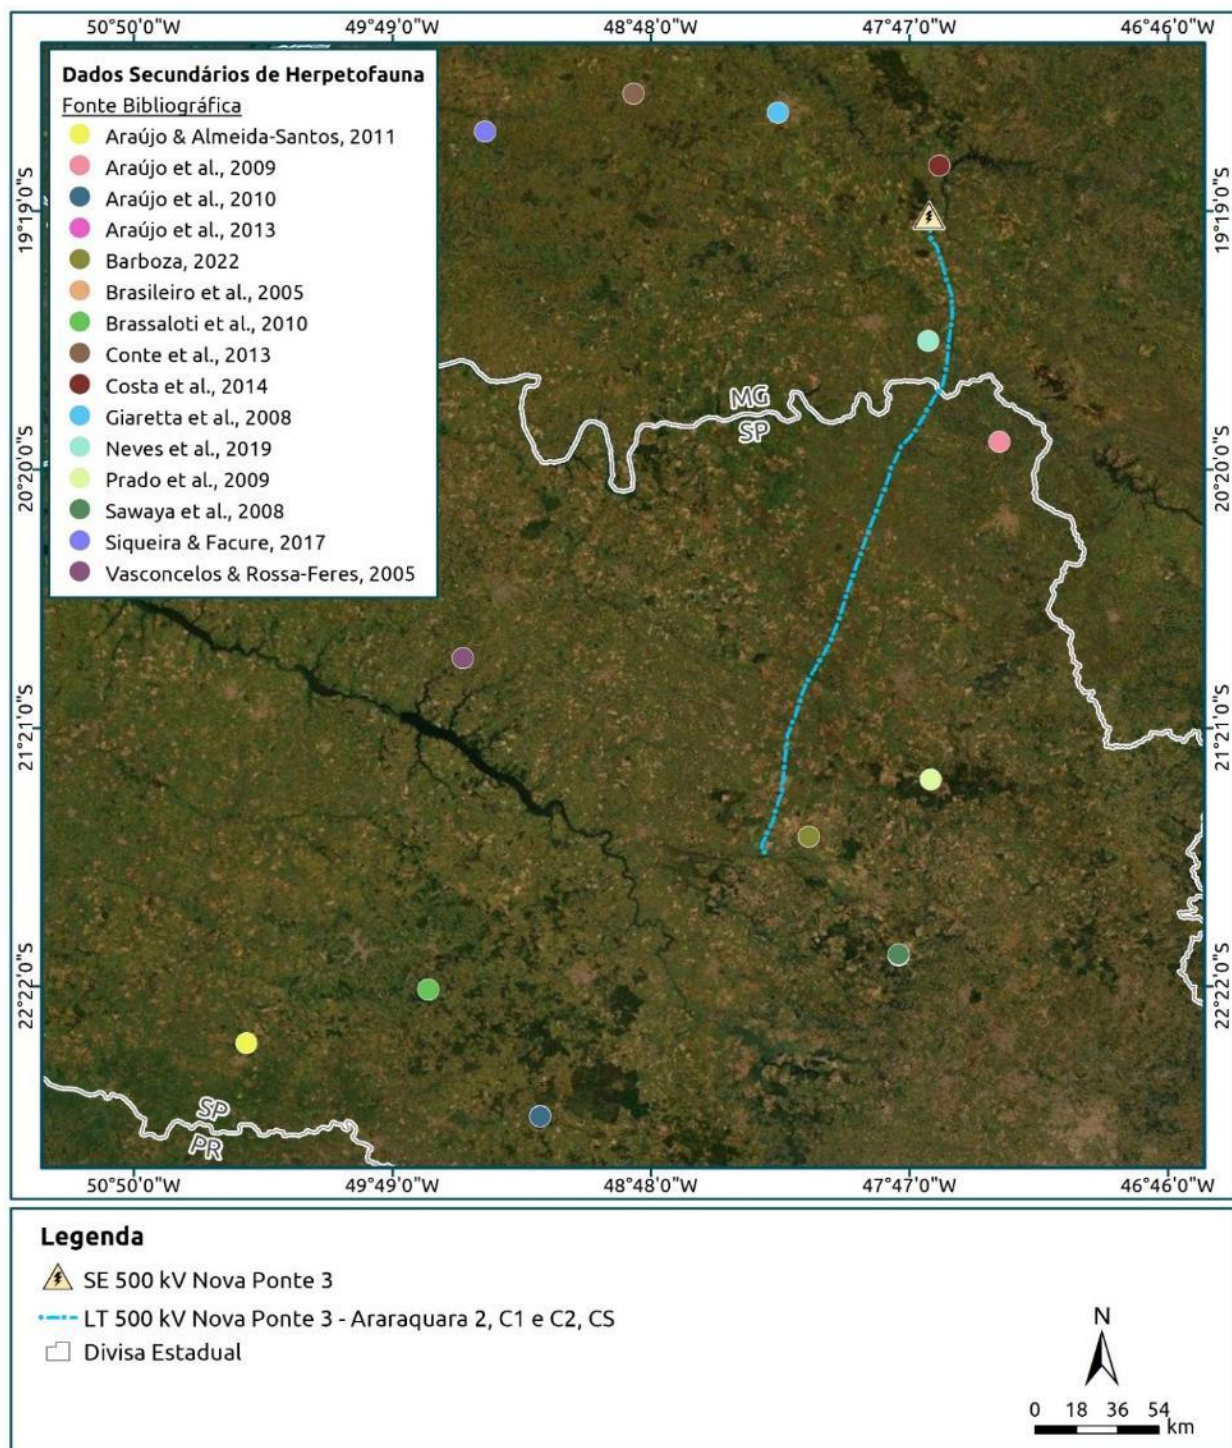 50°50'0"W 49°49'0"W 48°48'0"W 47°47'0"W 46°46'0"W
Dados Secundários de Herpetofauna
Fonte Bibliográfica
Araújo & Almeida-Santos, 2011
Araújo et al., 2009
Araújo et al., 2010
Araújo et al., 2013
Barboza, 2022
Brasileiro et al., 2005
Brassaloti et al., 2010
Conte et al., 2013
Costa et al., 2014
Giaretta et al., 2008
Neves et al., 2019
Prado et al., 2009
Sawaya et al., 2008
Siqueira & Facure, 2017
Vasconcelos & Rossa-Feres, 2005
19°19'0"S 19°19'0"S
MG
SP
20°20'0"S 20°20'0"S
21°21'0"S 21°21'0"S
22°22'0"S 22°22'0"S
SP
PR
50°50'0"W 49°49'0"W 48°48'0"W 47°47'0"W 46°46'0"W
Legenda
SE 500 kV Nova Ponte 3
LT 500 kV Nova Ponte 3 - Araraquara 2, C1 e C2, CS
Divisa Estadual
N
0 18 36 54
km